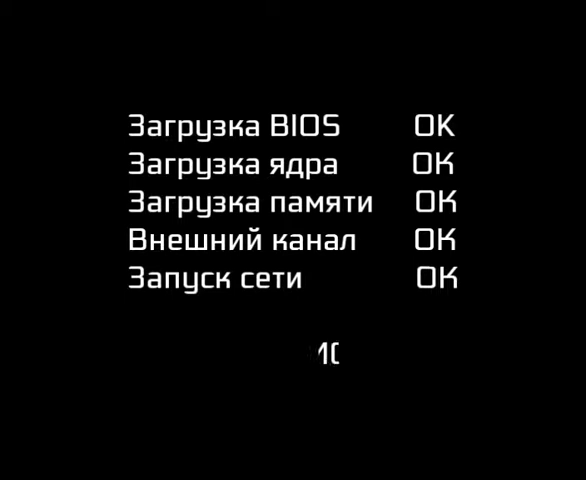 Загрузка BIOS OK
Загрузка ядра OK
Загрузка памяти OK
Внешний канал OK
Запуск сети OK